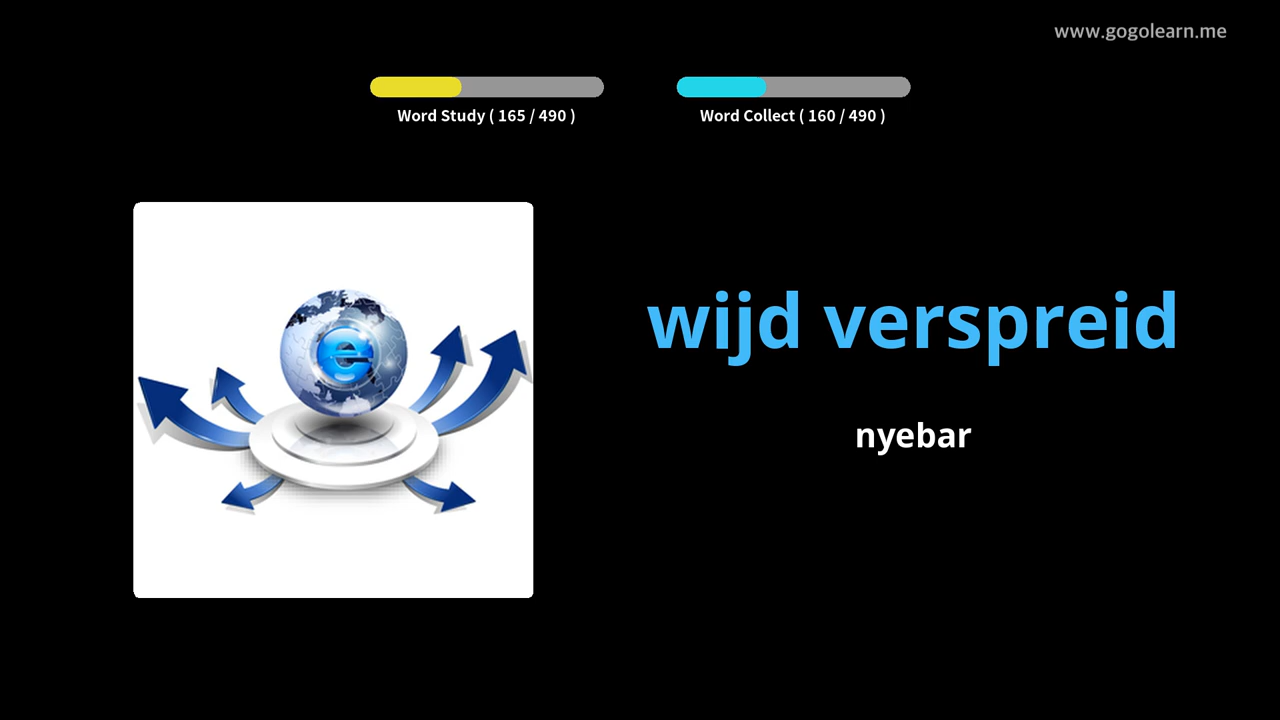 www.gogolearn.me
Word Study ( 165 / 490 )
Word Collect ( 160 / 490 )
e
wijd verspreid
nyebar